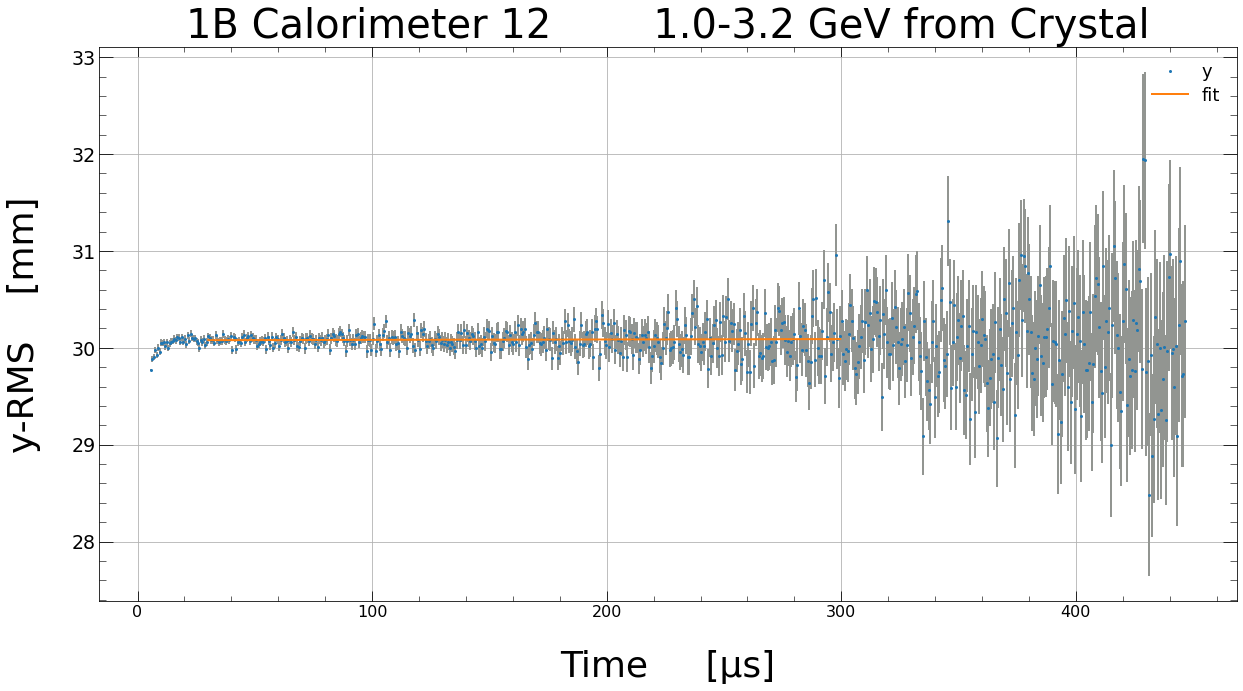 1B Calorimeter 12 1.0-3.2 GeV from Crystal
y
fit
y-RMS [mm]
33
32
31
30
29
28
0 100 200 300 400
Time [μs]